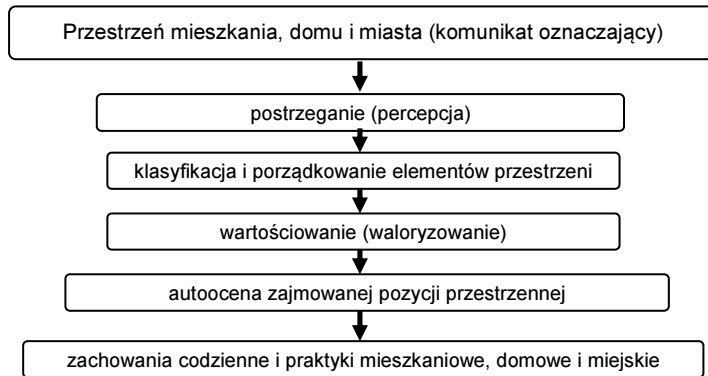 Przestrzeń mieszkania, domu i miasta (komunikat oznaczający)
postrzeganie (percepcja)
klasyfikacja i porządkowanie elementów przestrzeni
wartościowanie (waloryzowanie)
autoocena zajmowanej pozycji przestrzennej
zachowania codzienne i praktyki mieszkaniowe, domowe i miejskie